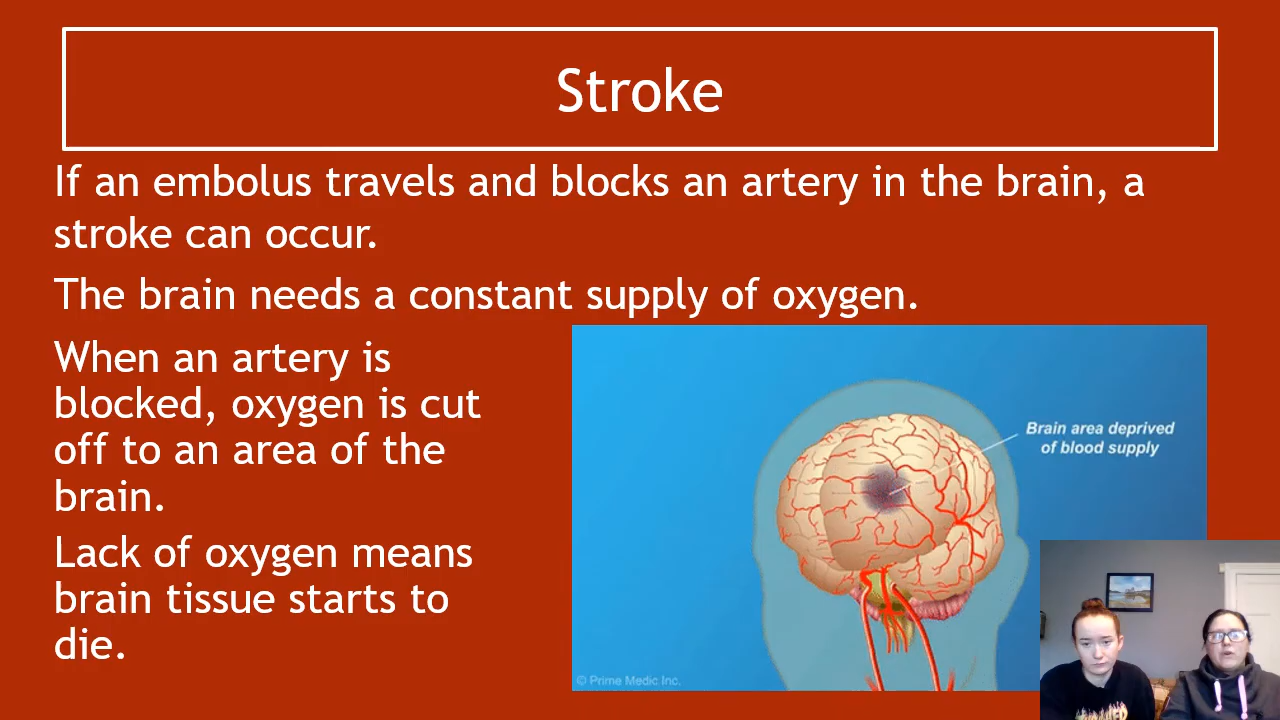 Stroke
If an embolus travels and blocks an artery in the brain, a
stroke can occur.
The brain needs a constant supply of oxygen.
When an artery is
blocked, oxygen is cut
off to an area of the
brain.
Lack of oxygen means
brain tissue starts to
die.
Brain area deprived
of blood supply
© Prime Medic Inc.